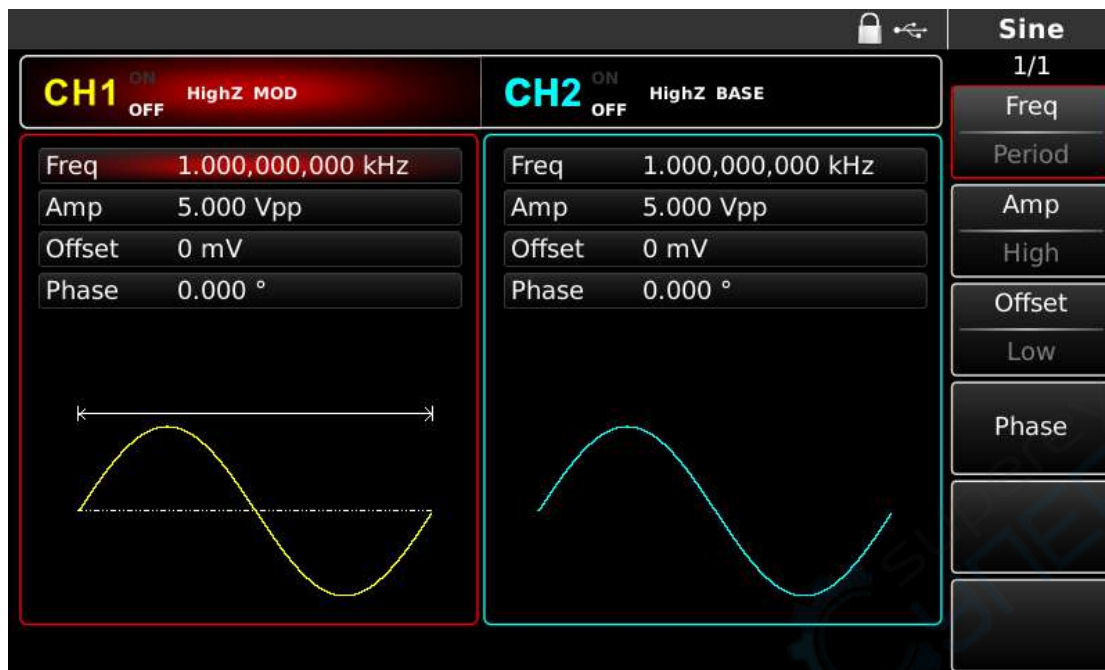 Sine
1/1
CH1 ON OFF HighZ MOD
CH2 ON OFF HighZ BASE
Freq 1.000,000,000 kHz
Amp 5.000 Vpp
Offset 0 mV
Phase 0.000 °
Freq 1.000,000,000 kHz
Amp 5.000 Vpp
Offset 0 mV
Phase 0.000 °
Freq
Period
Amp
High
Offset
Low
Phase